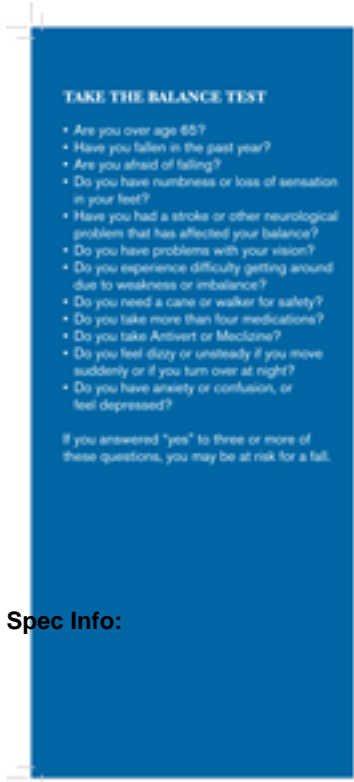 TAKE THE BALANCE TEST
• Are you over age 65?
• Have you fallen in the past year?
• Are you afraid of falling?
• Do you have numbness or loss of sensation
in your feet?
• Have you had a stroke or other neurological
problem that has affected your balance?
• Do you have problems with your vision?
• Do you experience difficulty getting around
due to weakness or imbalance?
• Do you need a cane or walker for safety?
• Do you take more than four medications?
• Do you take Antivert or Meclizine?
• Do you feel dizzy or unsteady if you move
suddenly or if you turn over at night?
• Do you have anxiety or confusion, or
feel depressed?
If you answered "yes" to three or more of
these questions, you may be at risk for a fall.
Spec Info: